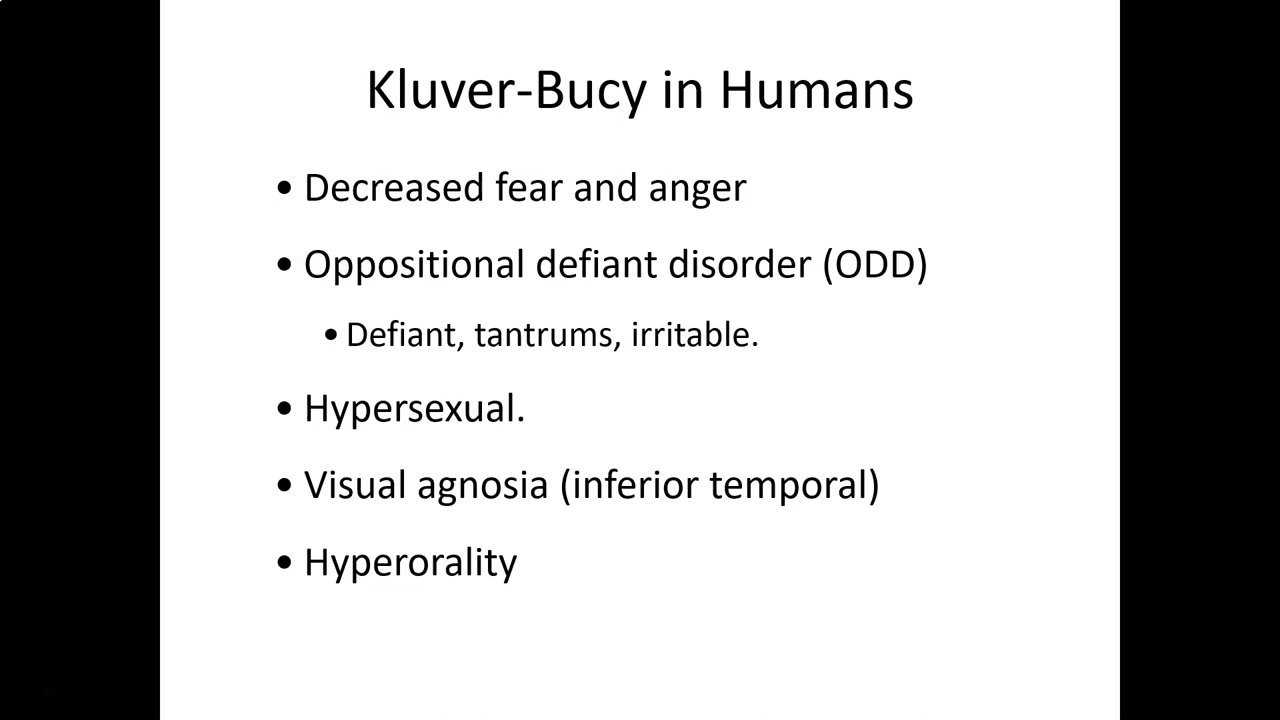 Kluver-Bucy in Humans
• Decreased fear and anger
• Oppositional defiant disorder (ODD)
• Defiant, tantrums, irritable.
• Hypersexual.
• Visual agnosia (inferior temporal)
• Hyperorality